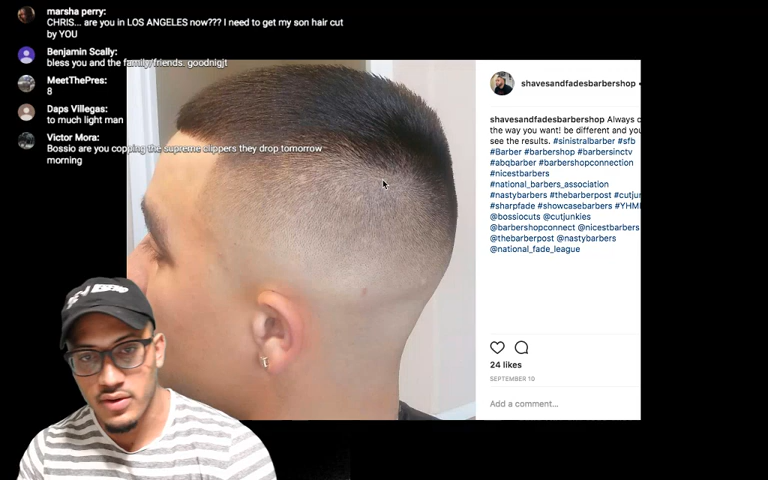 marsha perry:
CHRIS... are you in LOS ANGELES now??? I need to get my son hair cut
by YOU
Benjamin Scally:
bless you and the family/friends. goodnigjt
MeetThePres:
8
Daps Villegas:
to much light man
Victor Mora:
Bossio are you copping the supreme clippers they drop tomorrow
morning
shavesandfadesbarbershop •
shavesandfadesbarbershop Always
the way you want! be different and you
see the results. #sinistralbarber #sfb
#Barber #barbershop #barbersinctv
#abqbarber #barbershopconnection
#nicestbarbers
#national_barbers_association
#nastybarbers #thebarberpost #cutjun
#sharpfade #showcasebarbers #YHM
@bossiocuts @cutjunkies
@barbershopconnect @nicestbarbers
@thebarberpost @nastybarbers
@national_fade_league
24 likes
SEPTEMBER 10
Add a comment...